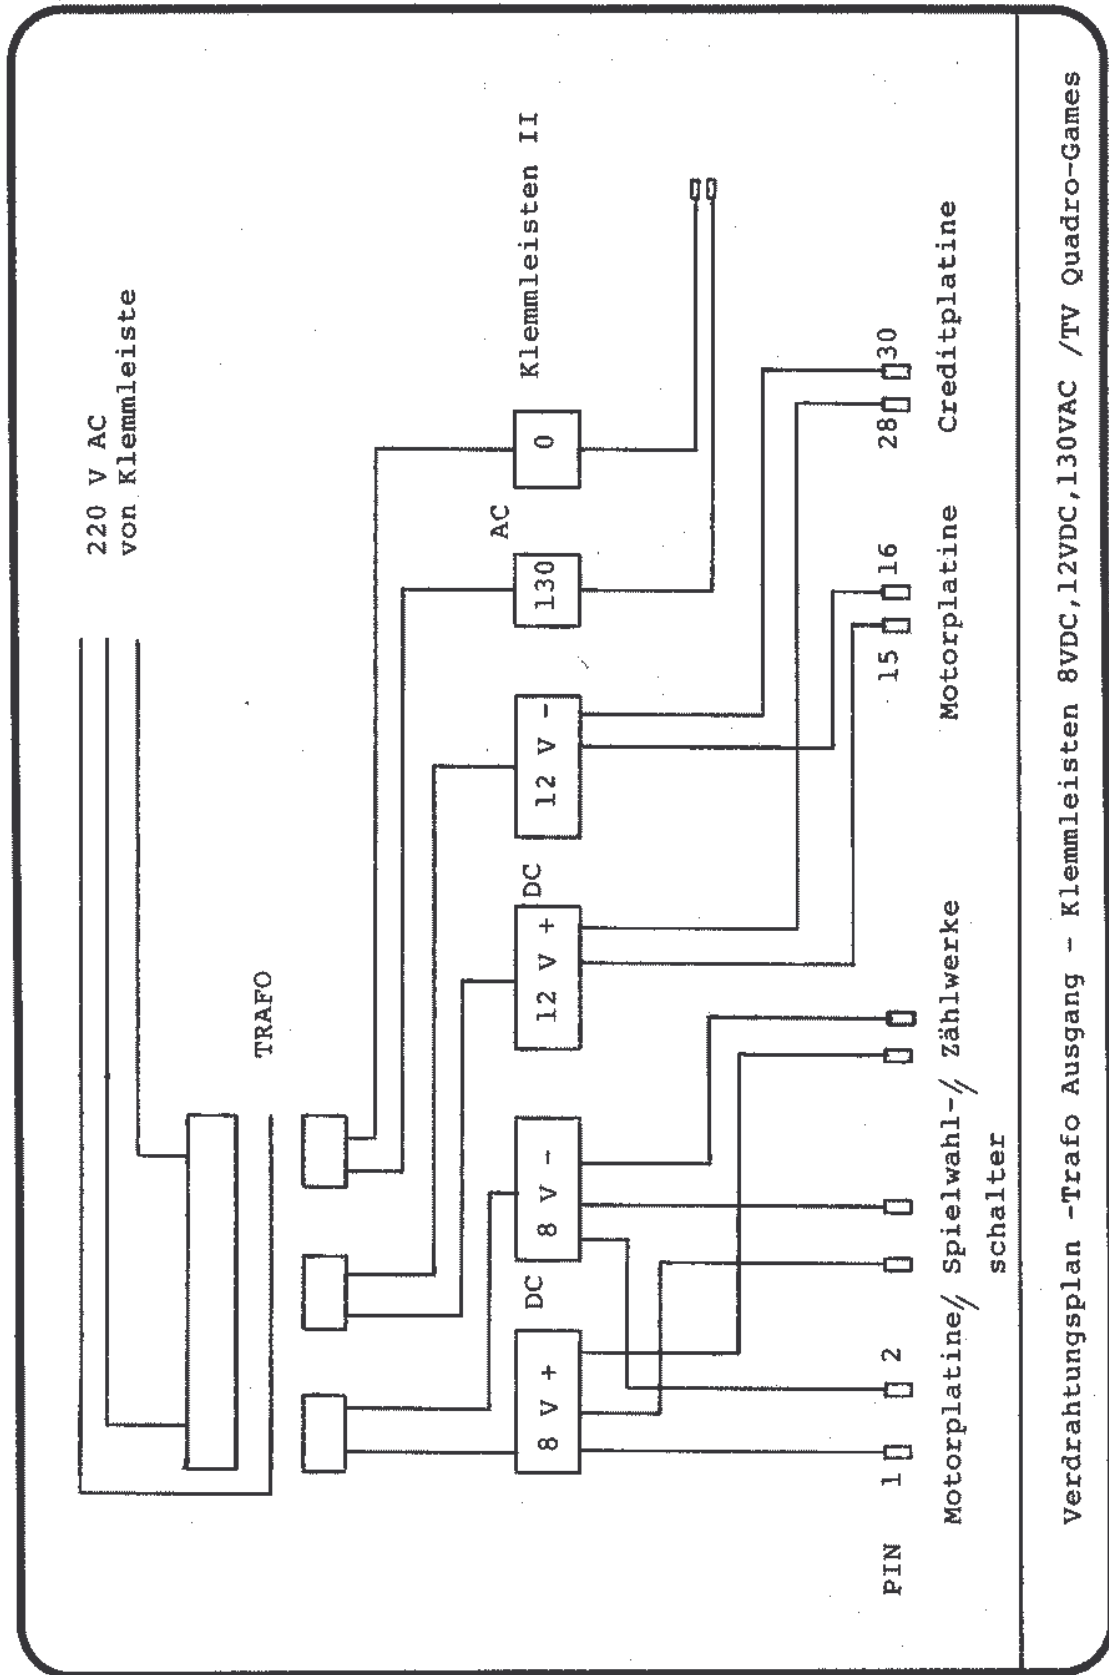 220 V AC
von Klemmleiste
TRAFO
Klemmleisten II
AC
DC
DC
8 V +
8 V -
12 V +
12 V -
130
0
PIN
1
2
15
16
28
30
Motorplatine// Spielwahl-// Zählwerke
schalter
Motorplatine
Creditplatine
Verdrahtungsplan -Trafo Ausgang - Klemmleisten 8VDC,12VDC,130VAC /TV Quadro-Games